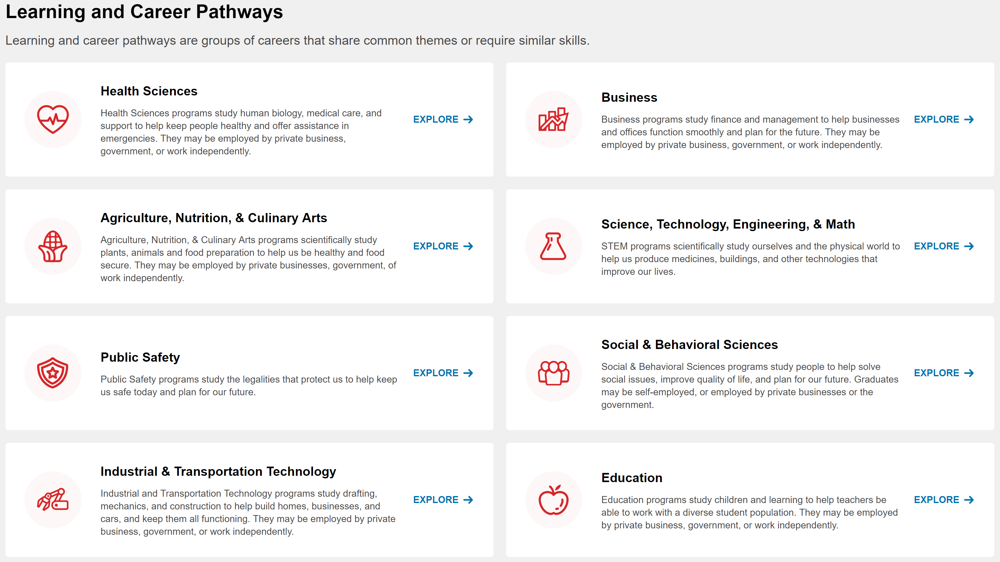 Learning and Career Pathways
Learning and career pathways are groups of careers that share common themes or require similar skills.
Health Sciences
Health Sciences programs study human biology, medical care, and
support to help keep people healthy and offer assistance in
emergencies. They may be employed by private business,
government, or work independently.
EXPLORE
Business
Business programs study finance and management to help businesses
and offices function smoothly and plan for the future. They may be
employed by private business, government, or work independently.
EXPLORE
Agriculture, Nutrition, & Culinary Arts
Agriculture, Nutrition, & Culinary Arts programs scientifically study
plants, animals and food preparation to help us be healthy and food
secure. They may be employed by private businesses, government, of
work independently.
EXPLORE
Science, Technology, Engineering, & Math
STEM programs scientifically study ourselves and the physical world to
help us produce medicines, buildings, and other technologies that
improve our lives.
EXPLORE
Public Safety
Public Safety programs study the legalities that protect us to help keep
us safe today and plan for our future.
EXPLORE
Social & Behavioral Sciences
Social & Behavioral Sciences programs study people to help solve
social issues, improve quality of life, and plan for our future. Graduates
may be self-employed, or employed by private businesses or the
government.
EXPLORE
Industrial & Transportation Technology
Industrial and Transportation Technology programs study drafting,
mechanics, and construction to help build homes, businesses, and
cars, and keep them all functioning. They may be employed by private
business, government, or work independently.
EXPLORE
Education
Education programs study children and learning to help teachers be
able to work with a diverse student population. They may be employed
by private business, government, or work independently.
EXPLORE